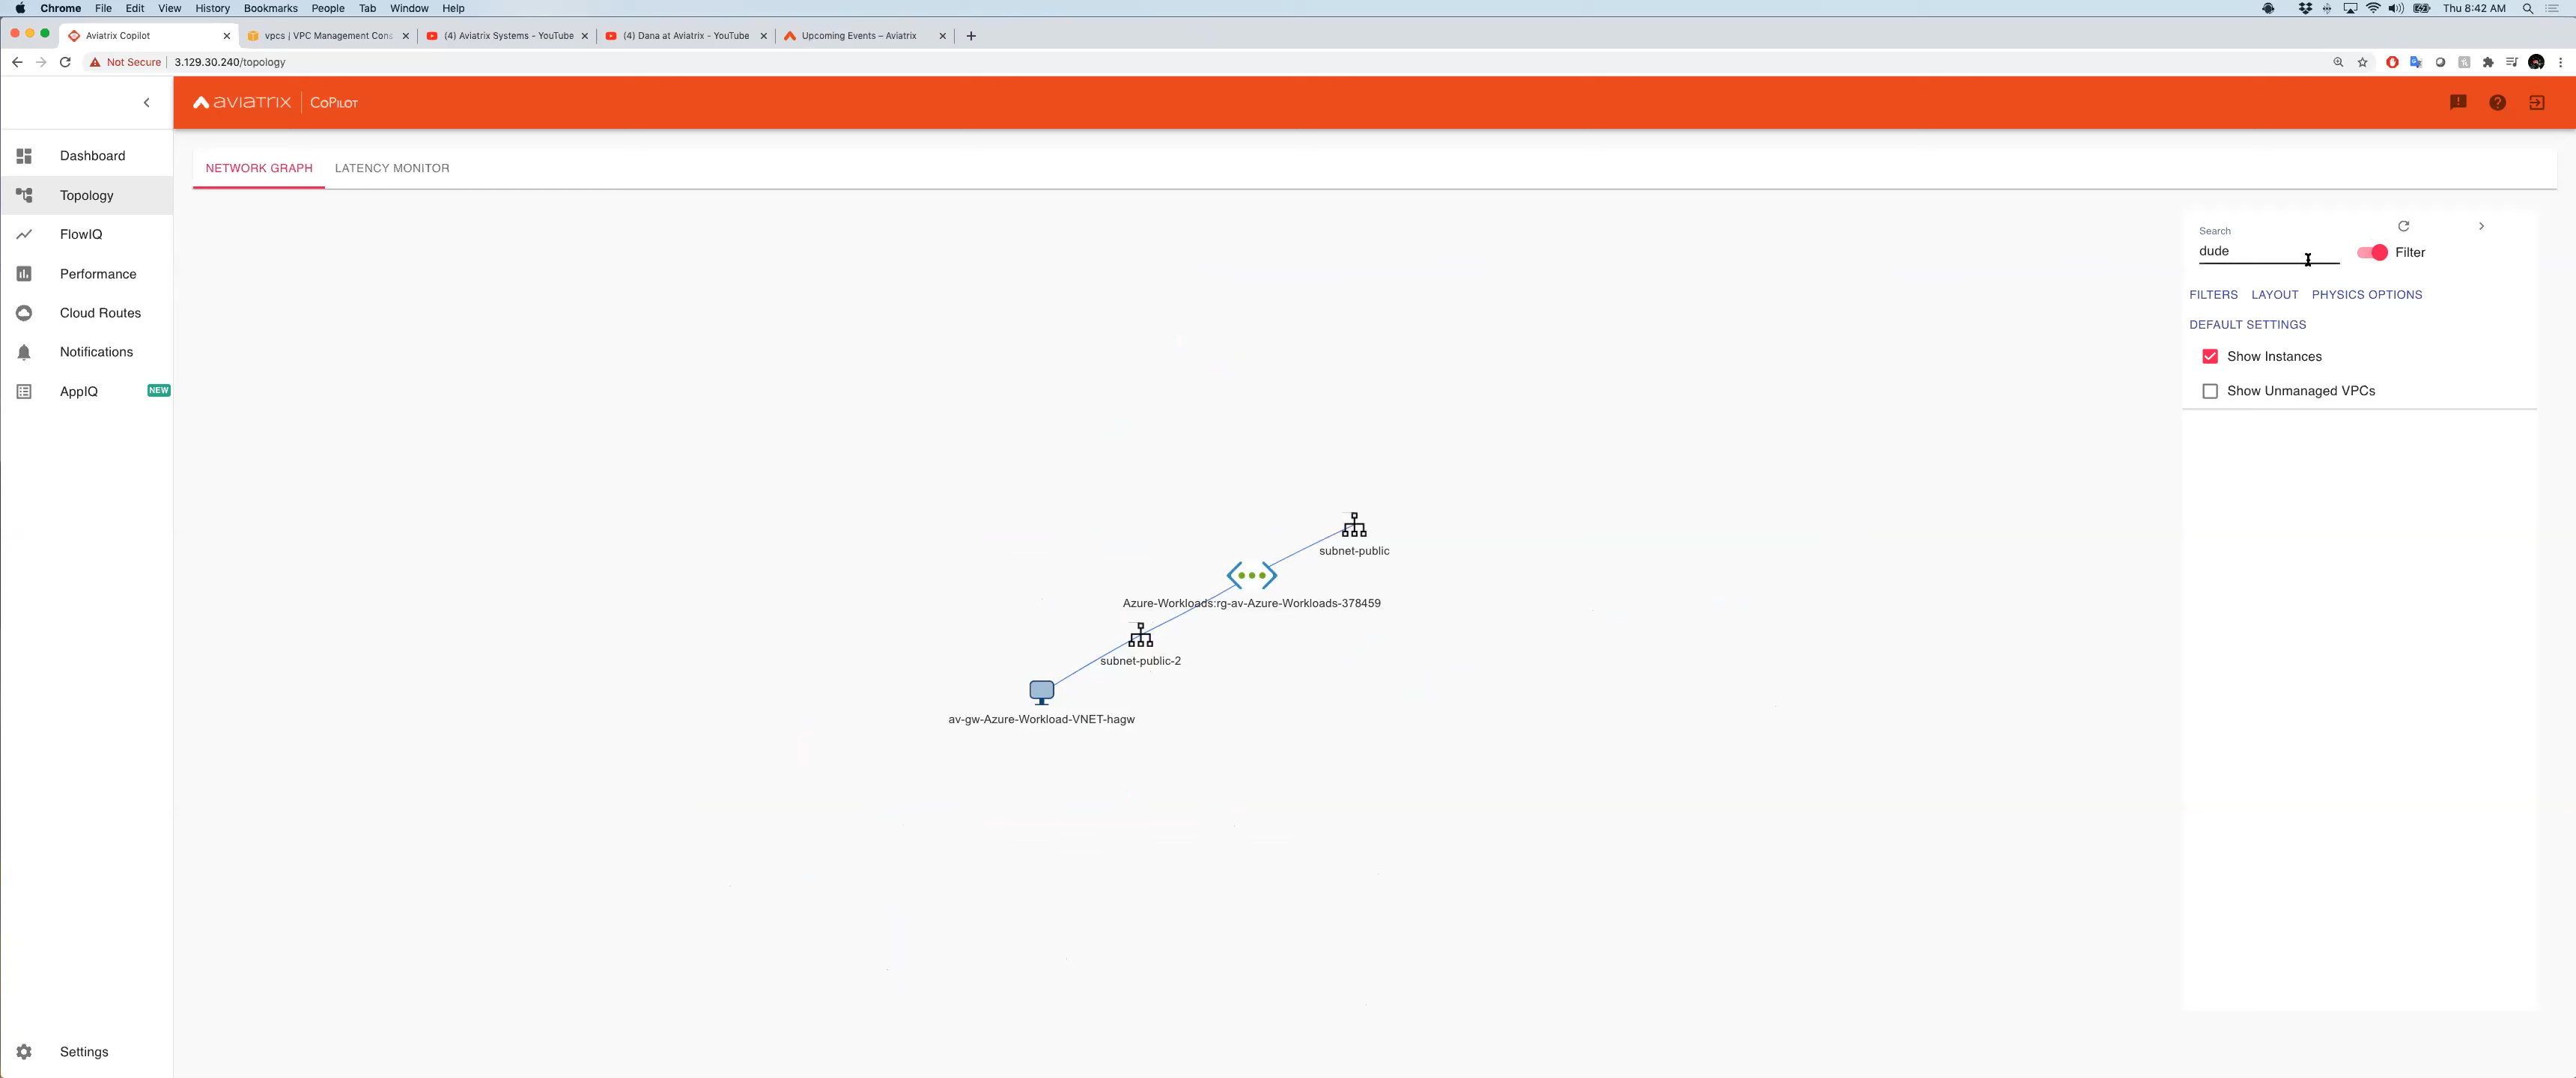 Chrome File Edit View History Bookmarks People Tab Window Help Thu 8:42 AM
Aviatrix Copilot vpcs | VPC Management Cons (4) Aviatrix Systems - YouTube (4) Dana at Aviatrix - YouTube Upcoming Events – Aviatrix
Not Secure 3.129.30.240/topology
aviatrix CoPilot
Dashboard
Topology
FlowIQ
Performance
Cloud Routes
Notifications
AppIQ NEW
Settings
NETWORK GRAPH LATENCY MONITOR
Search
dude Filter
FILTERS LAYOUT PHYSICS OPTIONS
DEFAULT SETTINGS
Show Instances
Show Unmanaged VPCs
subnet-public
Azure-Workloads:rg-av-Azure-Workloads-378459
subnet-public-2
av-gw-Azure-Workload-VNET-hagw